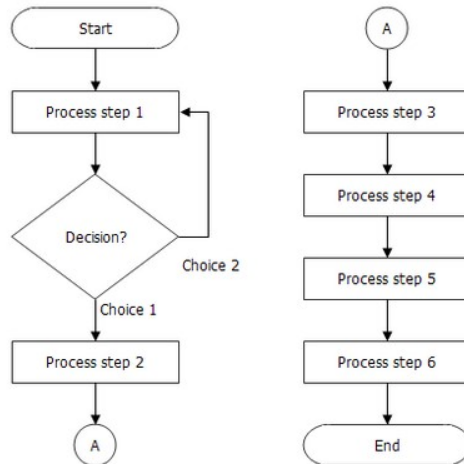 Start
Process step 1
Decision?
Choice 2
Choice 1
Process step 2
A
A
Process step 3
Process step 4
Process step 5
Process step 6
End